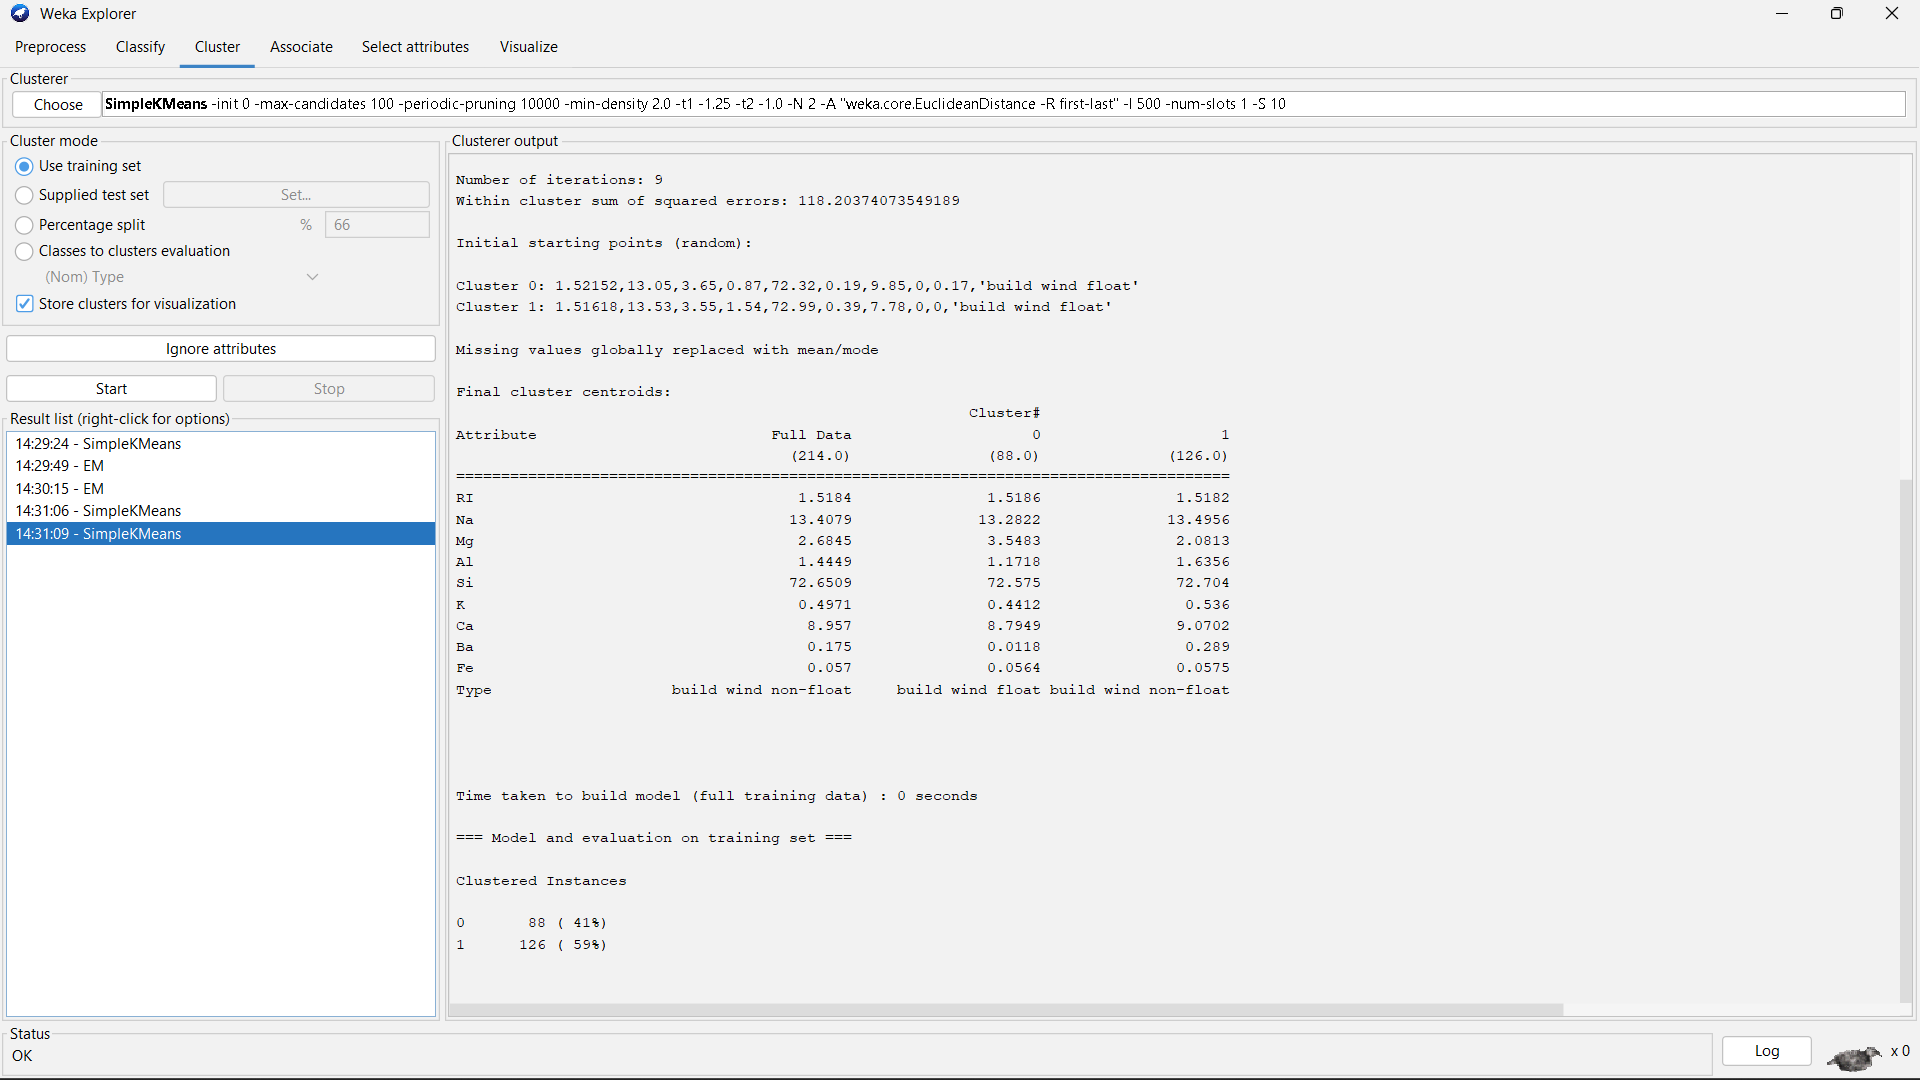 Weka Explorer
Preprocess Classify Cluster Associate Select attributes Visualize
Clusterer
Choose SimpleKMeans -init 0 -max-candidates 100 -periodic-pruning 10000 -min-density 2.0 -t1 -1.25 -t2 -1.0 -N 2 -A "weka.core.EuclideanDistance -R first-last" -I 500 -num-slots 1 -S 10
Cluster mode
Use training set
Supplied test set Set...
Percentage split % 66
Classes to clusters evaluation
(Nom) Type
Store clusters for visualization
Ignore attributes
Start Stop
Result list (right-click for options)
14:29:24 - SimpleKMeans
14:29:49 - EM
14:30:15 - EM
14:31:06 - SimpleKMeans
14:31:09 - SimpleKMeans
Clusterer output
Number of iterations: 9
Within cluster sum of squared errors: 118.20374073549189
Initial starting points (random):
Cluster 0: 1.52152,13.05,3.65,0.87,72.32,0.19,9.85,0,0.17,'build wind float'
Cluster 1: 1.51618,13.53,3.55,1.54,72.99,0.39,7.78,0,0,'build wind float'
Missing values globally replaced with mean/mode
Final cluster centroids:
Cluster#
Attribute Full Data 0 1
(214.0) (88.0) (126.0)
======================================================================================
RI 1.5184 1.5186 1.5182
Na 13.4079 13.2822 13.4956
Mg 2.6845 3.5483 2.0813
Al 1.4449 1.1718 1.6356
Si 72.6509 72.575 72.704
K 0.4971 0.4412 0.536
Ca 8.957 8.7949 9.0702
Ba 0.175 0.0118 0.289
Fe 0.057 0.0564 0.0575
Type build wind non-float build wind float build wind non-float
Time taken to build model (full training data) : 0 seconds
=== Model and evaluation on training set ===
Clustered Instances
0 88 ( 41%)
1 126 ( 59%)
Status
OK
Log x 0